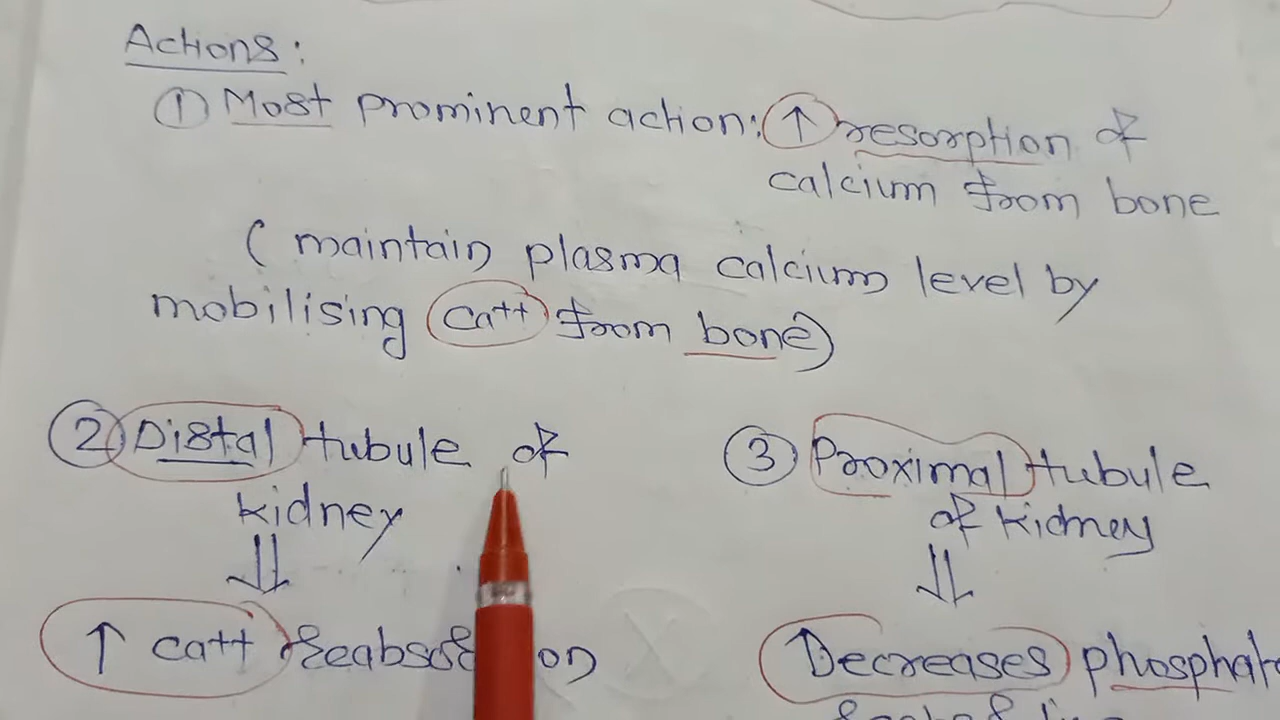 Actions:
① Most prominent action: ↑ resorption of
calcium from bone
( maintain plasma calcium level by
mobilising Ca++ from bone)
② Distal tubule of
kidney
⇓
↑ Ca++
③ Proximal tubule
of kidney
⇓
Decreases